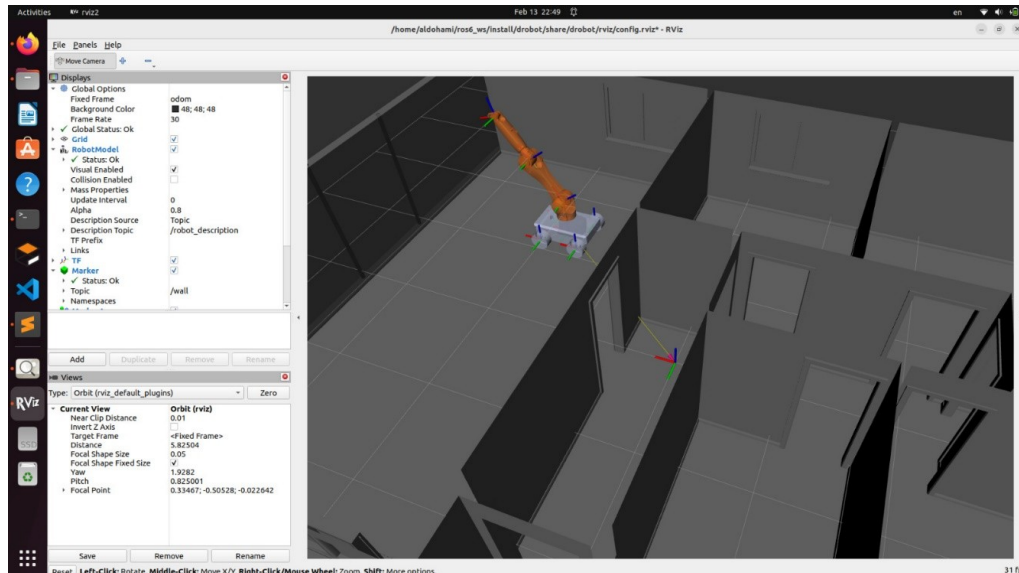 Activities
rviz2
Feb 13 22:49
en
/home/aldohami/ros6_ws/install/drobot/share/drobot/rviz/config.rviz* - RViz
File Panels Help
Move Camera
Displays
Global Options
Fixed Frame odom
Background Color 48; 48; 48
Frame Rate 30
Global Status: Ok
Grid
RobotModel
Status: Ok
Visual Enabled
Collision Enabled
Mass Properties
Update Interval 0
Alpha 0.8
Description Source Topic
Description Topic /robot_description
TF Prefix
Links
TF
Marker
Status: Ok
Topic /wall
Namespaces
Add Duplicate Remove Rename
Views
Type: Orbit (rviz_default_plugins) Zero
Current View Orbit (rviz)
Near Clip Distance 0.01
Invert Z Axis
Target Frame <Fixed Frame>
Distance 5.82504
Focal Shape Size 0.05
Focal Shape Fixed Size
Yaw 1.9282
Pitch 0.825001
Focal Point 0.33467; -0.50528; -0.022642
RViz
SSD
Save Remove Rename
Reset Left-Click: Rotate. Middle-Click: Move X/Y. Right-Click/Mouse Wheel: Zoom. Shift: More options.